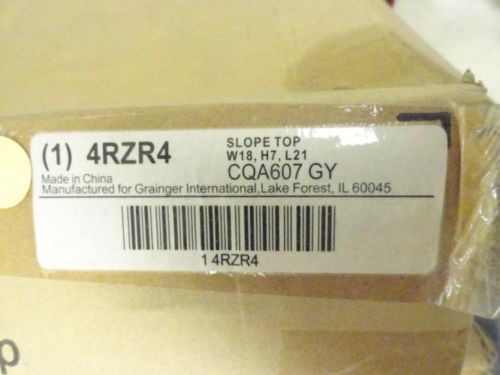 (1) 4RZR4
SLOPE TOP
W18, H7, L21
CQA607 GY
Made in China
Manufactured for Grainger International,Lake Forest, IL 60045
1 4RZR4
p